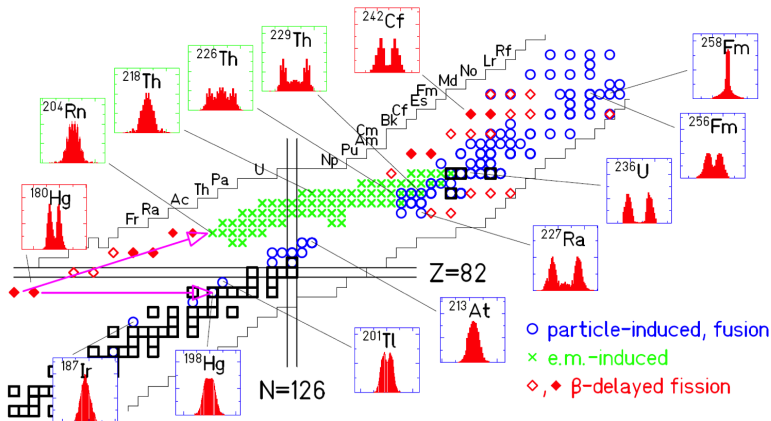 242Cf
Rf
229Th
Lr
226Th
No
258Fm
Md
218Th
Fm
Es
Cf
204Rn
Bk
256Fm
Cm
Am
Pu
Np
236U
U
Pa
Th
180Hg
Ac
Ra
Fr
227Ra
Z=82
213At
201Tl
○ particle-induced, fusion
× e.m.-induced
187Ir
198Hg
N=126
◇,◆ β-delayed fission